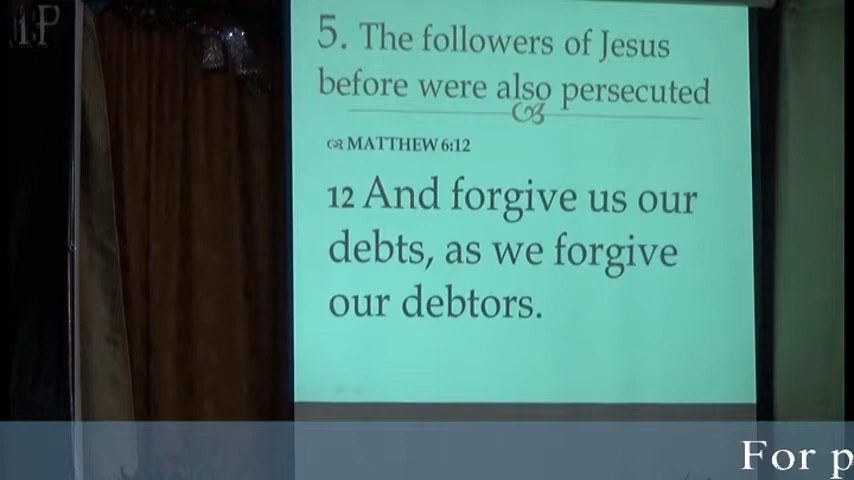 5. The followers of Jesus
before were also persecuted
MATTHEW 6:12
12 And forgive us our
debts, as we forgive
our debtors.
For p